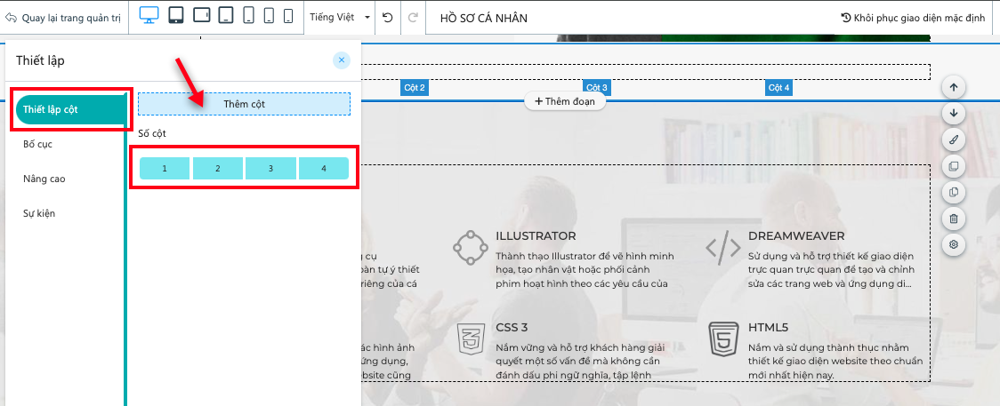 Quay lại trang quản trị
Tiếng Việt
HỒ SƠ CÁ NHÂN
Khôi phục giao diện mặc định
Thiết lập
Thiết lập cột
Bố cục
Nâng cao
Sự kiện
Thêm cột
Số cột
1 2 3 4
Cột 2
Cột 3
Cột 4
+ Thêm đoạn
g cụ
oàn tự ý thiết
riêng của cá
ILLUSTRATOR
Thành thạo Illustrator để vẽ hình minh
họa, tạo nhân vật hoặc phối cảnh
phim hoạt hình theo các yêu cầu của
DREAMWEAVER
Sử dụng và hỗ trợ thiết kế giao diện
trực quan trực quan để tạo và chỉnh
sửa các trang web và ứng dụng di...
ác hình ảnh
ứng dụng,
ebsite cũng
CSS 3
Nắm vững và hỗ trợ khách hàng giải
quyết một số vấn đề mà không cần
đánh dấu phi ngữ nghĩa, tập lệnh
HTML5
Nắm và sử dụng thành thục nhằm
thiết kế giao diện website theo chuẩn
mới nhất hiện nay.